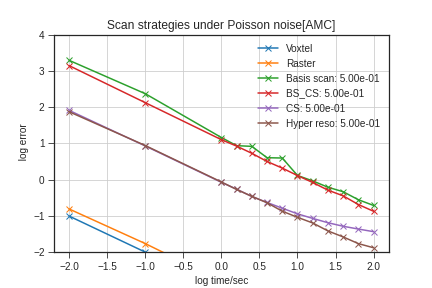 Scan strategies under Poisson noise[AMC]
4
3
2
1
0
-1
-2
log error
Voxtel
Raster
Basis scan: 5.00e-01
BS_CS: 5.00e-01
CS: 5.00e-01
Hyper reso: 5.00e-01
-2.0 -1.5 -1.0 -0.5 0.0 0.5 1.0 1.5 2.0
log time/sec